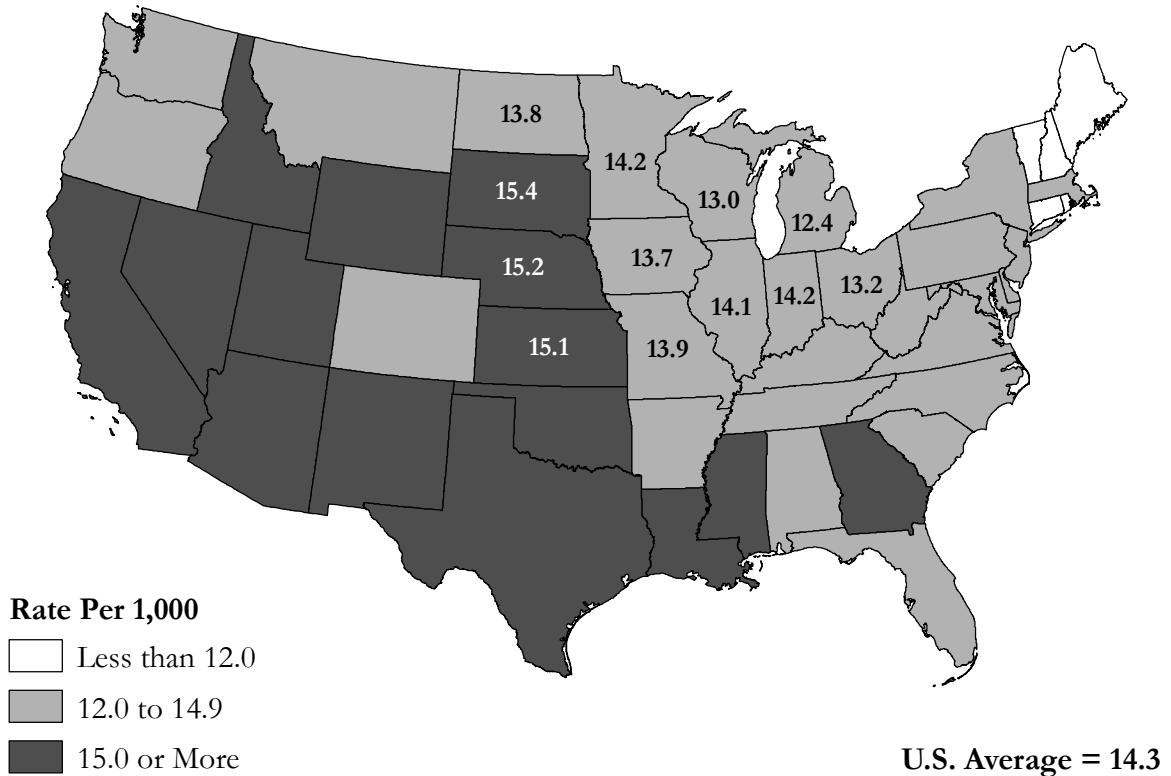 13.8
14.2
15.4
13.0
12.4
15.2
13.7
14.1
14.2
13.2
15.1
13.9
Rate Per 1,000
Less than 12.0
12.0 to 14.9
15.0 or More
U.S. Average = 14.3